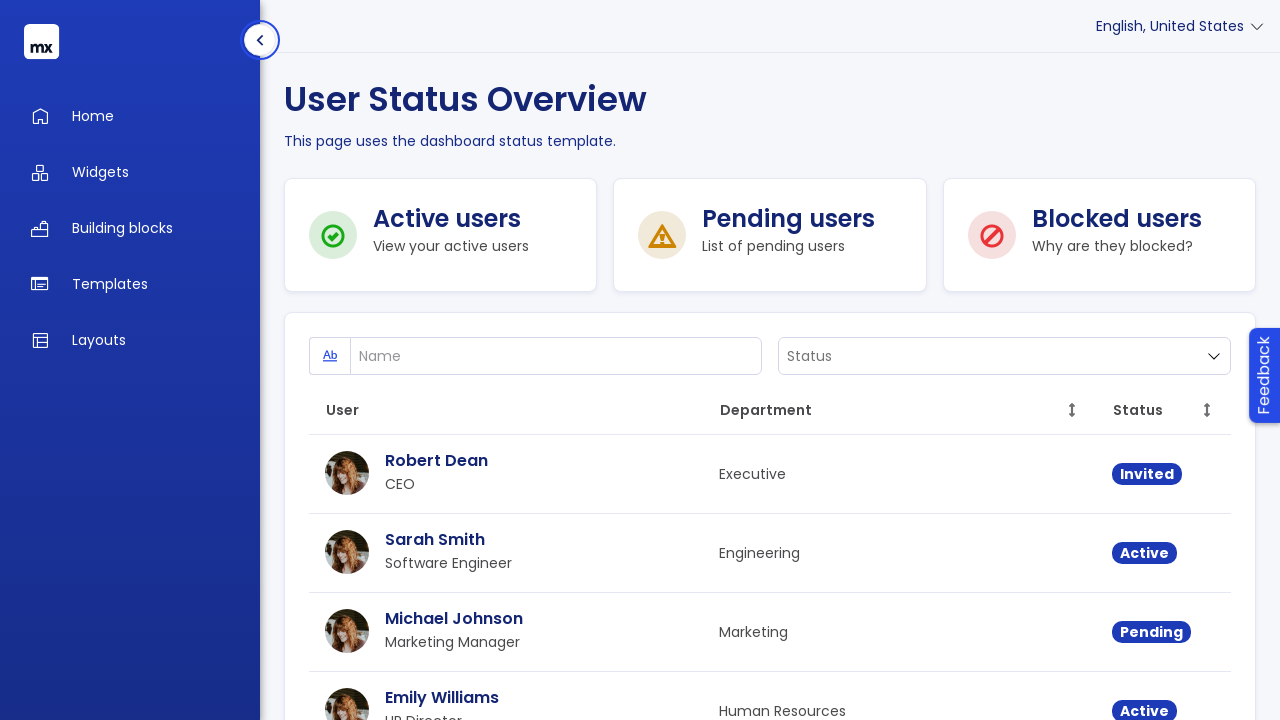 mx
English, United States
Home
Widgets
Building blocks
Templates
Layouts
User Status Overview
This page uses the dashboard status template.
Active users
View your active users
Pending users
List of pending users
Blocked users
Why are they blocked?
Ab Name
Status
Feedback
User Department Status
Robert Dean
CEO
Executive
Invited
Sarah Smith
Software Engineer
Engineering
Active
Michael Johnson
Marketing Manager
Marketing
Pending
Emily Williams
HR Director
Human Resources
Active